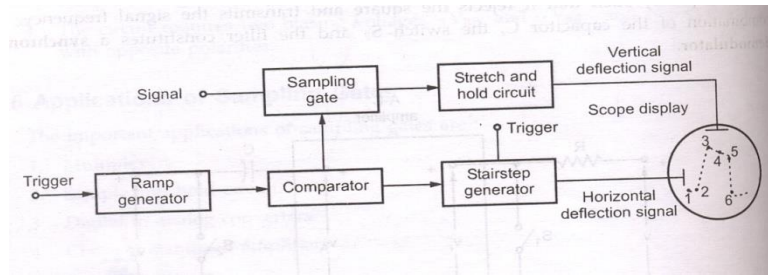 Vertical
deflection signal
Signal
Sampling
gate
Stretch and
hold circuit
Scope display
Trigger
3
5
4
Trigger
Ramp
generator
Comparator
Stairstep
generator
1
2
6
Horizontal
deflection signal